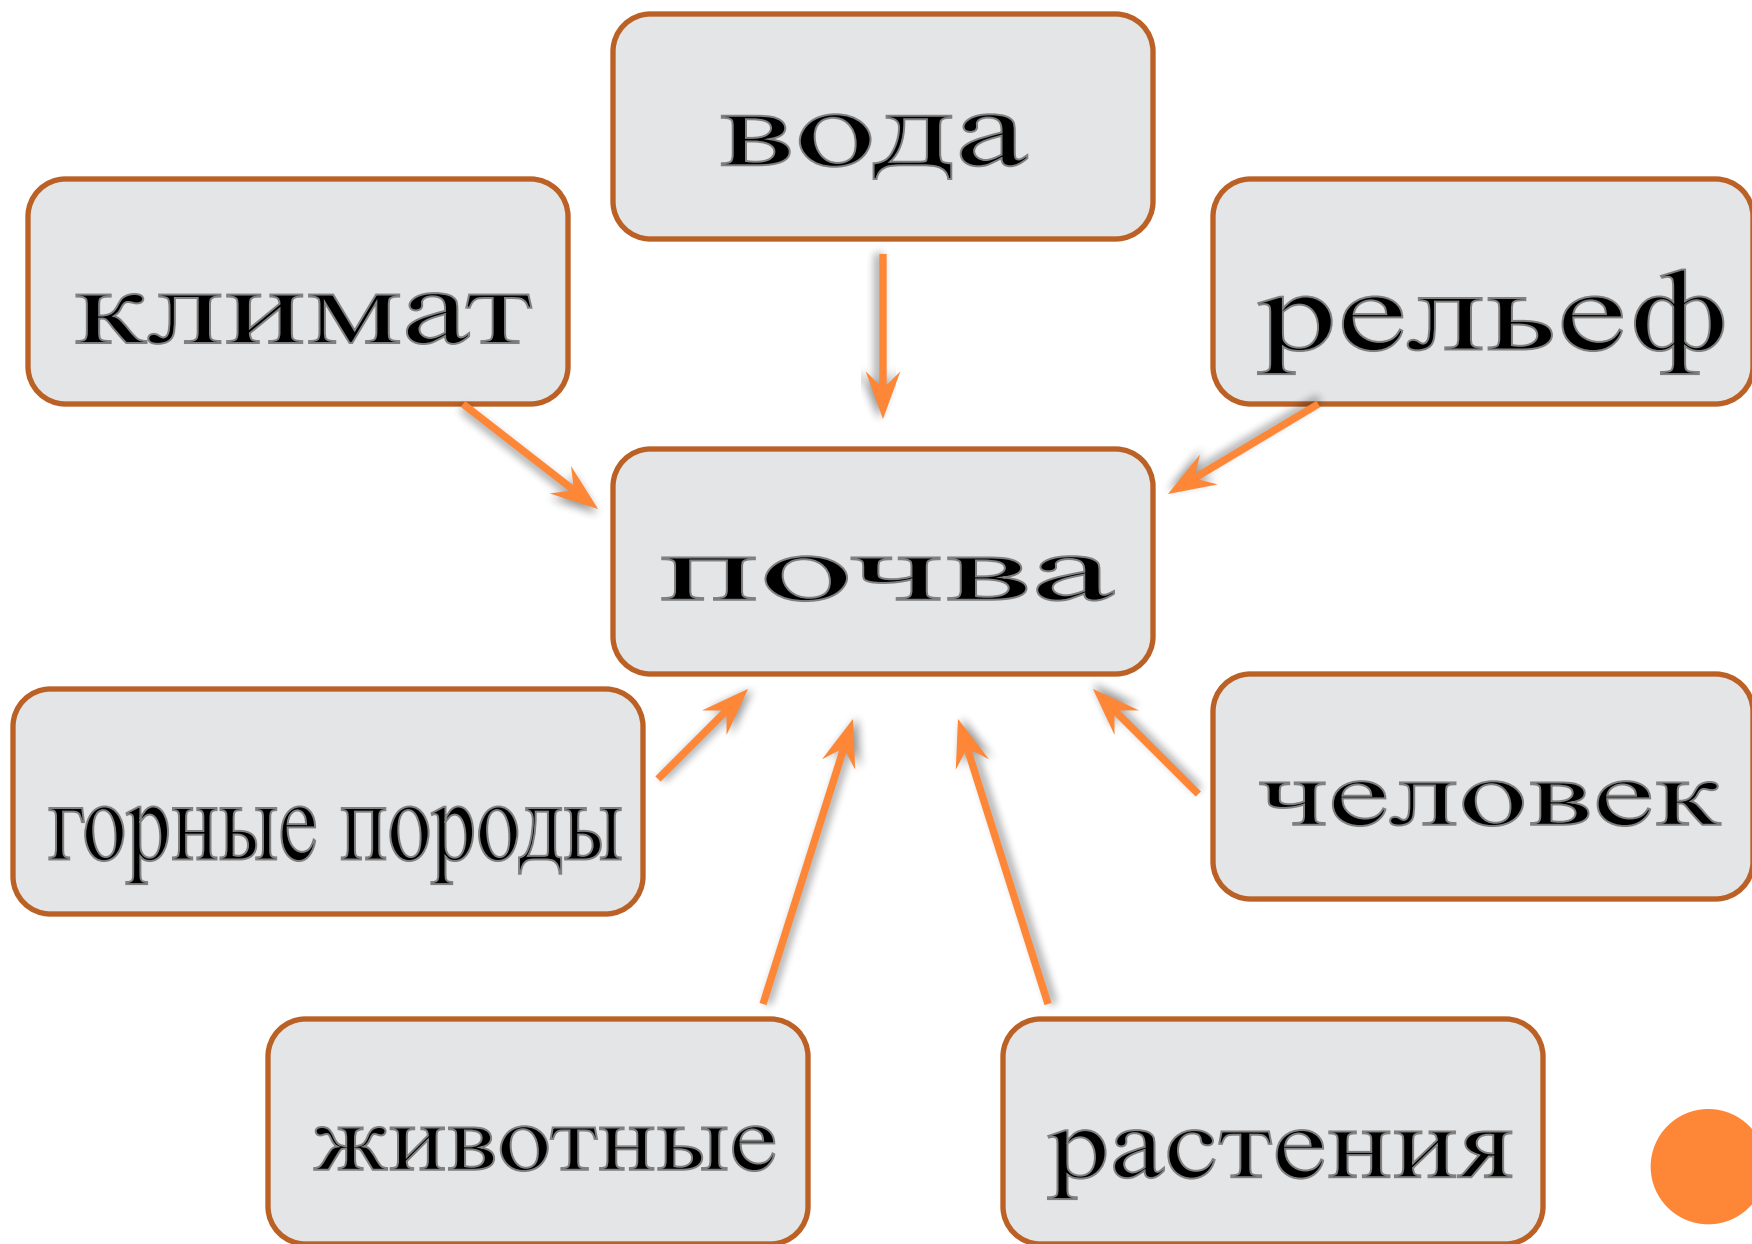 вода
климат
рельеф
почва
горные породы
человек
животные
растения